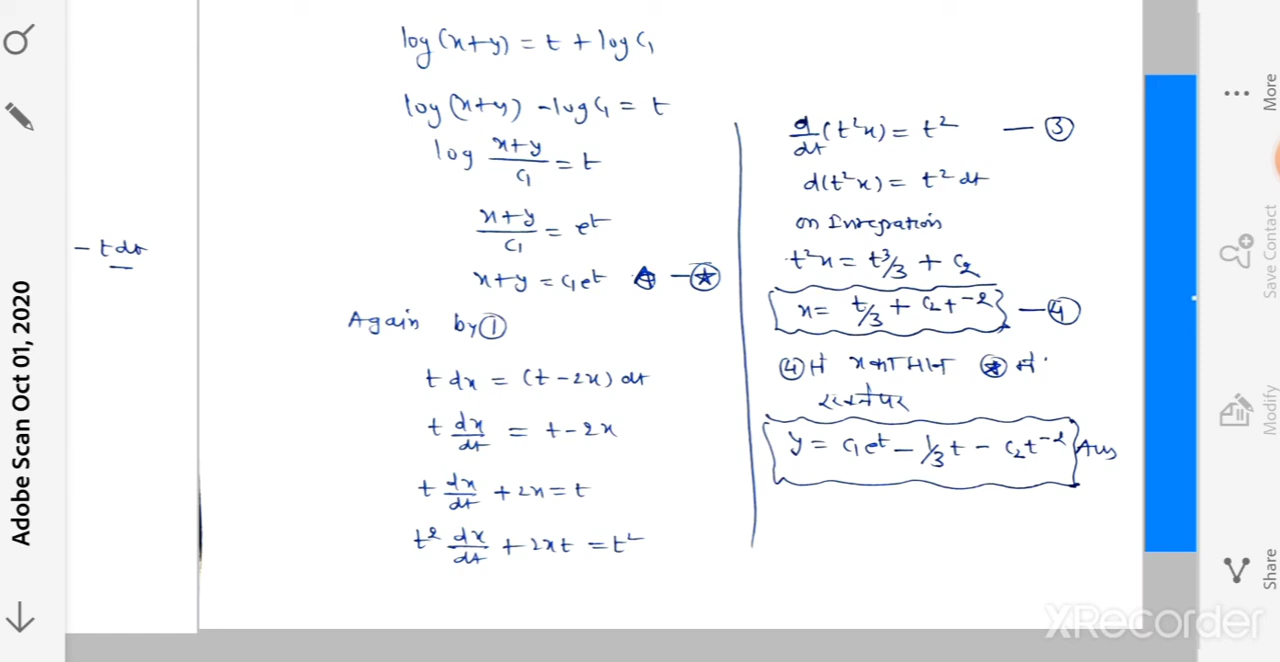 log(x+y) = t + log C₁
log(x+y) - log C₁ = t
log (x+y)/C₁ = t
(x+y)/C₁ = eᵗ
x+y = C₁eᵗ —⍟
Again by ①
t dx = (t - 2x) dt
t dx/dt = t - 2x
t dx/dt + 2x = t
t² dx/dt + 2xt = t²
- t dt
d/dt (t²x) = t² — ③
d(t²x) = t² dt
on Integration
t²x = t³/3 + C₂
x = t/3 + C₂t⁻² — ④
④ से x का मान ⍟ में
रखने पर
y = C₁eᵗ - 1/3 t - C₂t⁻² Ans
Adobe Scan Oct 01, 2020
More
Save Contact
Modify
Share
XRecorder